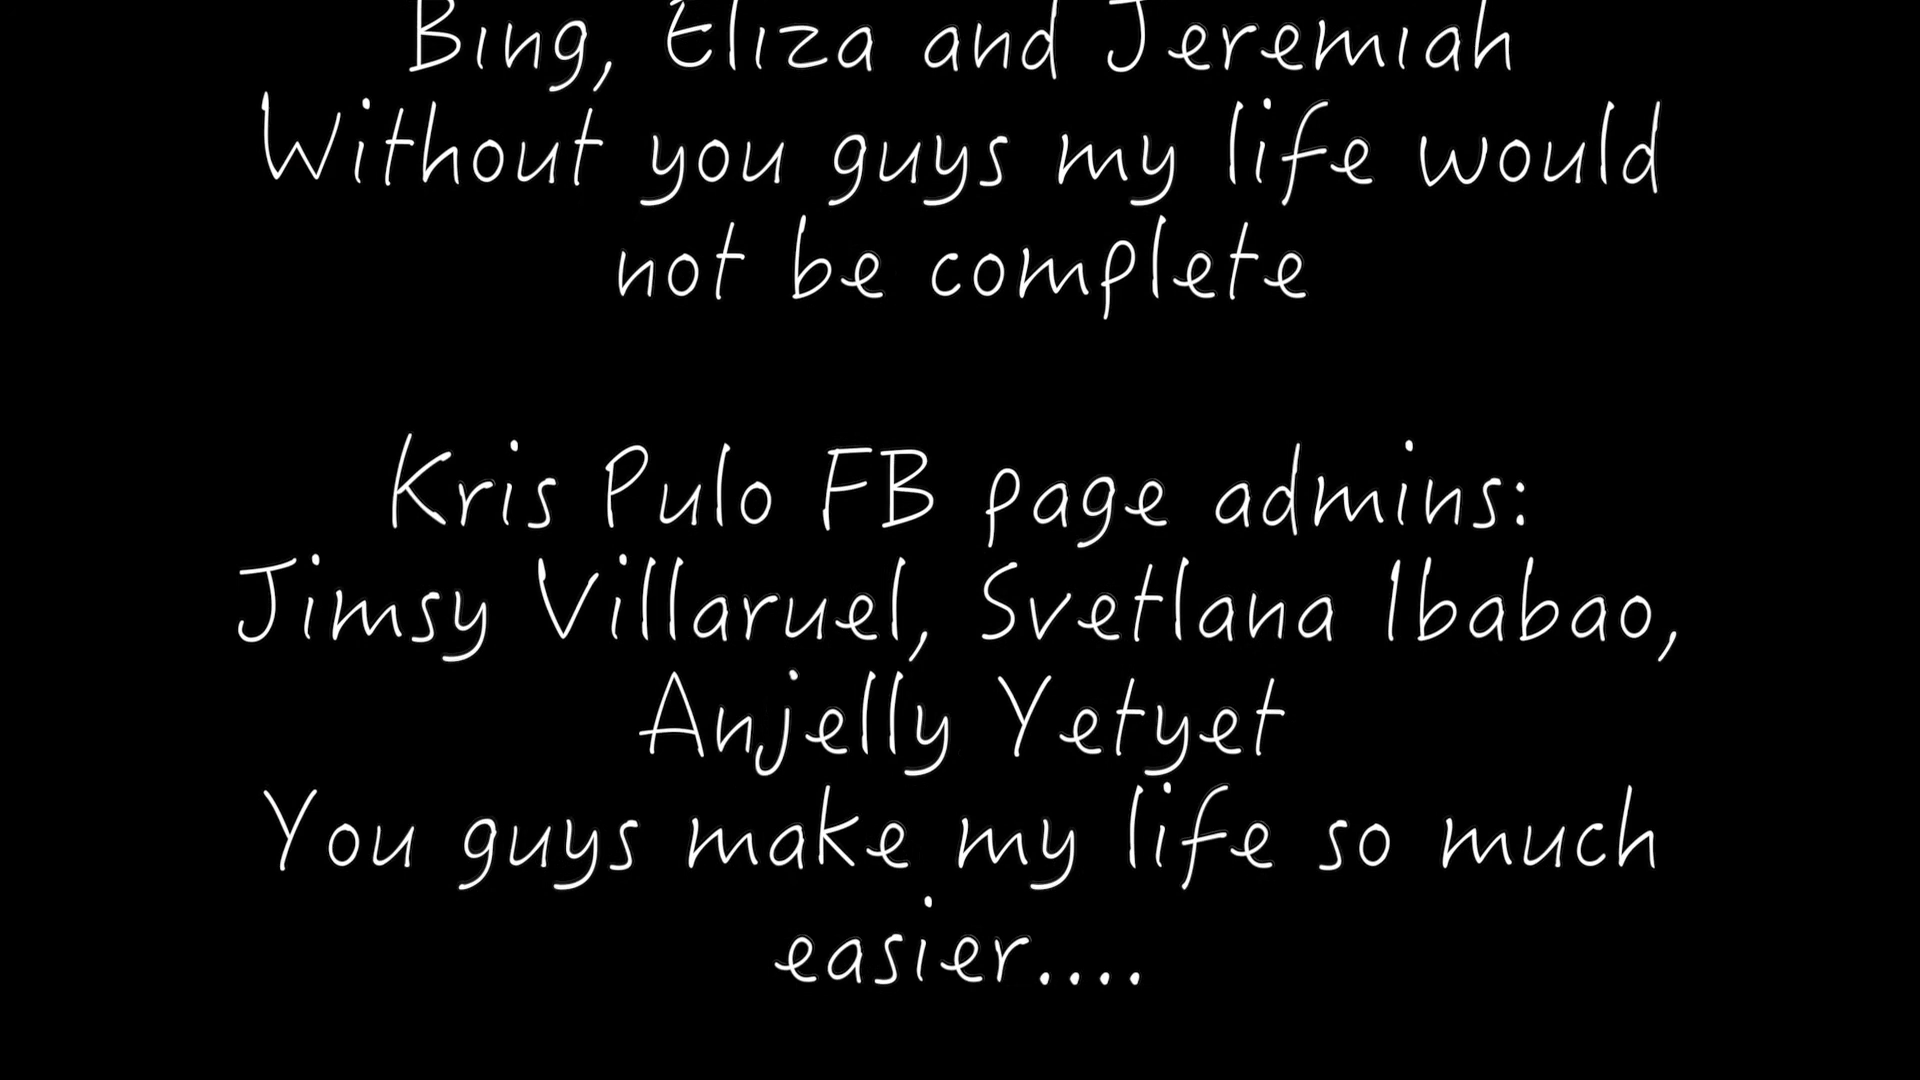 Bing, Eliza and Jeremiah
Without you guys my life would
not be complete
Kris Pulo FB page admins:
Jimsy Villaruel, Svetlana Ibabao,
Anjelly Yetyet
You guys make my life so much
easier....